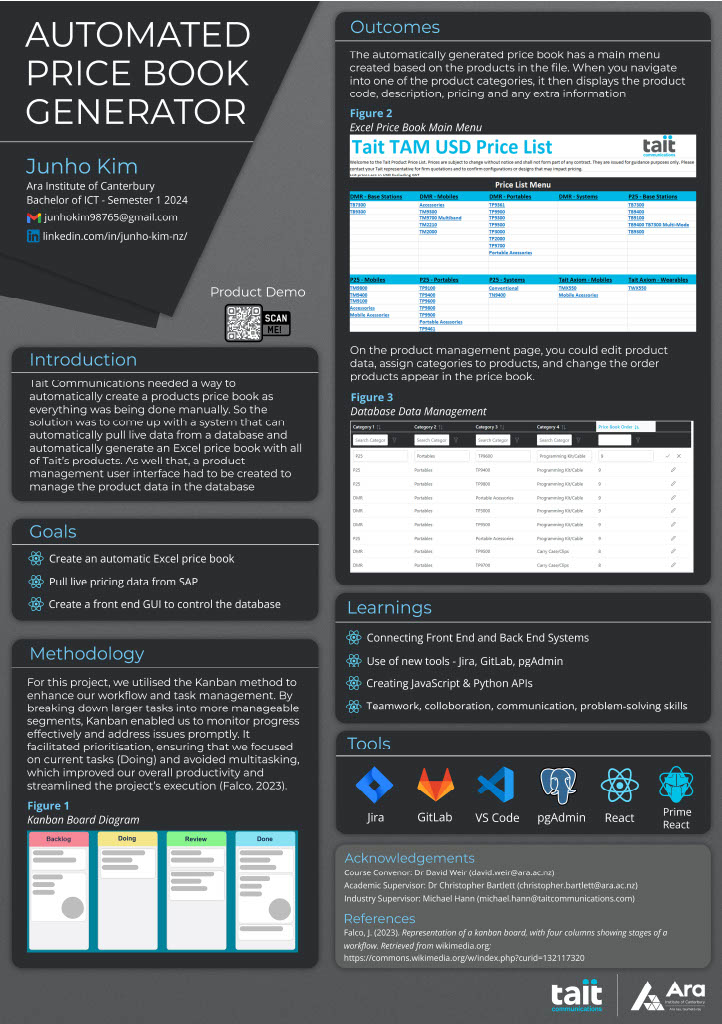 AUTOMATED
PRICE BOOK
GENERATOR
Junho Kim
Ara Institute of Canterbury
Bachelor of ICT - Semester 1 2024
junhokim98765@gmail.com
linkedin.com/in/junho-kim-nz/
Product Demo
SCAN
ME!
Introduction
Tait Communications needed a way to
automatically create a products price book as
everything was being done manually. So the
solution was to come up with a system that can
automatically pull live data from a database and
automatically generate an Excel price book with all
of Tait's products. As well that, a product
management user interface had to be created to
manage the product data in the database
Goals
Create an automatic Excel price book
Pull live pricing data from SAP
Create a front end GUI to control the database
Methodology
For this project, we utilised the Kanban method to
enhance our workflow and task management. By
breaking down larger tasks into more manageable
segments, Kanban enabled us to monitor progress
effectively and address issues promptly. It
facilitated prioritisation, ensuring that we focused
on current tasks (Doing) and avoided multitasking,
which improved our overall productivity and
streamlined the project's execution (Falco, 2023).
Figure 1
Kanban Board Diagram
Backlog Doing Review Done
Outcomes
The automatically generated price book has a main menu
created based on the products in the file. When you navigate
into one of the product categories, it then displays the product
code, description, pricing and any extra information
Figure 2
Excel Price Book Main Menu
Tait TAM USD Price List
tait
communications
Welcome to the Tait Product Price List. Prices are subject to change without notice and shall not form part of any contract. They are issued for guidance purposes only. Please
contact your Tait representative for firm quotations and to confirm configurations or designs that may impact pricing.
Price List Menu
DMR - Base Stations DMR - Mobiles DMR - Portables DMR - Systems P25 - Base Stations
TB7300 Accessories TP9361 TB7300
TB9300 TM9300 TP9300 TB9400
TM9700 Multiband TP9300 TB9100
TM2210 TP9500 TB9400 TB7300 Multi-Mode
TM2000 TP3000 TB9300
TP2000
TP9700
Portable Acessories
P25 - Mobiles P25 - Portables P25 - Systems Tait Axiom - Mobiles Tait Axiom - Wearables
TM9800 TP9100 Conventional TMX550 TWX550
TM9400 TP9400 TN9400 Mobile Acessories
TM9100 TP9600
Accessories TP9800
Mobile Acessories TP9900
Portable Acessories
TP9461
On the product management page, you could edit product
data, assign categories to products, and change the order
products appear in the price book.
Figure 3
Database Data Management
Category 1 Category 2 Category 3 Category 4 Price Book Order
Search Categor Search Categor Search Categor Search Categor
P25 Portables TP9600 Programming Kit/Cable 9
P25 Portables TP9400 Programming Kit/Cable 9
P25 Portables TP9800 Programming Kit/Cable 9
DMR Portables Portable Acessories Programming Kit/Cable 9
DMR Portables TP3000 Programming Kit/Cable 9
DMR Portables TP9500 Programming Kit/Cable 9
P25 Portables Portable Acessories Programming Kit/Cable 9
DMR Portables TP9300 Carry Case/Clips 8
DMR Portables TP9700 Carry Case/Clips 8
Learnings
Connecting Front End and Back End Systems
Use of new tools - Jira, GitLab, pgAdmin
Creating JavaScript & Python APIs
Teamwork, colloboration, communication, problem-solving skills
Tools
Jira GitLab VS Code pgAdmin React Prime
React
Acknowledgements
Course Convenor: Dr David Weir (david.weir@ara.ac.nz)
Academic Supervisor: Dr Christopher Bartlett (christopher.bartlett@ara.ac.nz)
Industry Supervisor: Michael Hann (michael.hann@taitcommunications.com)
References
Falco, J. (2023). Representation of a kanban board, with four columns showing stages of a
workflow. Retrieved from wikimedia.org:
https://commons.wikimedia.org/w/index.php?curid=132117320
tait
communications
Ara
Institute of Canterbury